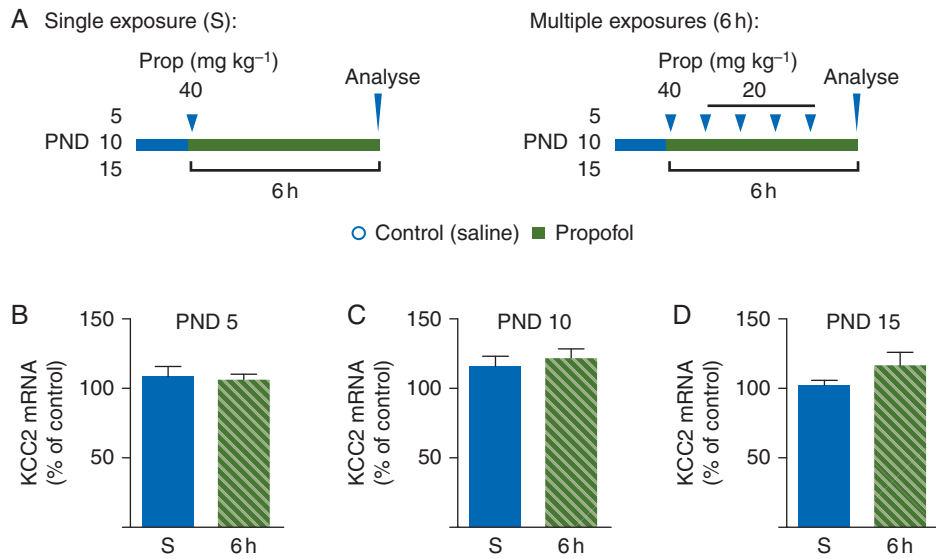 A Single exposure (S):
Prop (mg kg⁻¹)
40
Analyse
5
PND 10
15
6 h
Multiple exposures (6 h):
Prop (mg kg⁻¹)
40 20
Analyse
5
PND 10
15
6 h
Control (saline) Propofol
B
PND 5
KCC2 mRNA
(% of control)
150
100
50
S 6 h
C
PND 10
KCC2 mRNA
(% of control)
150
100
50
S 6 h
D
PND 15
KCC2 mRNA
(% of control)
150
100
50
S 6 h